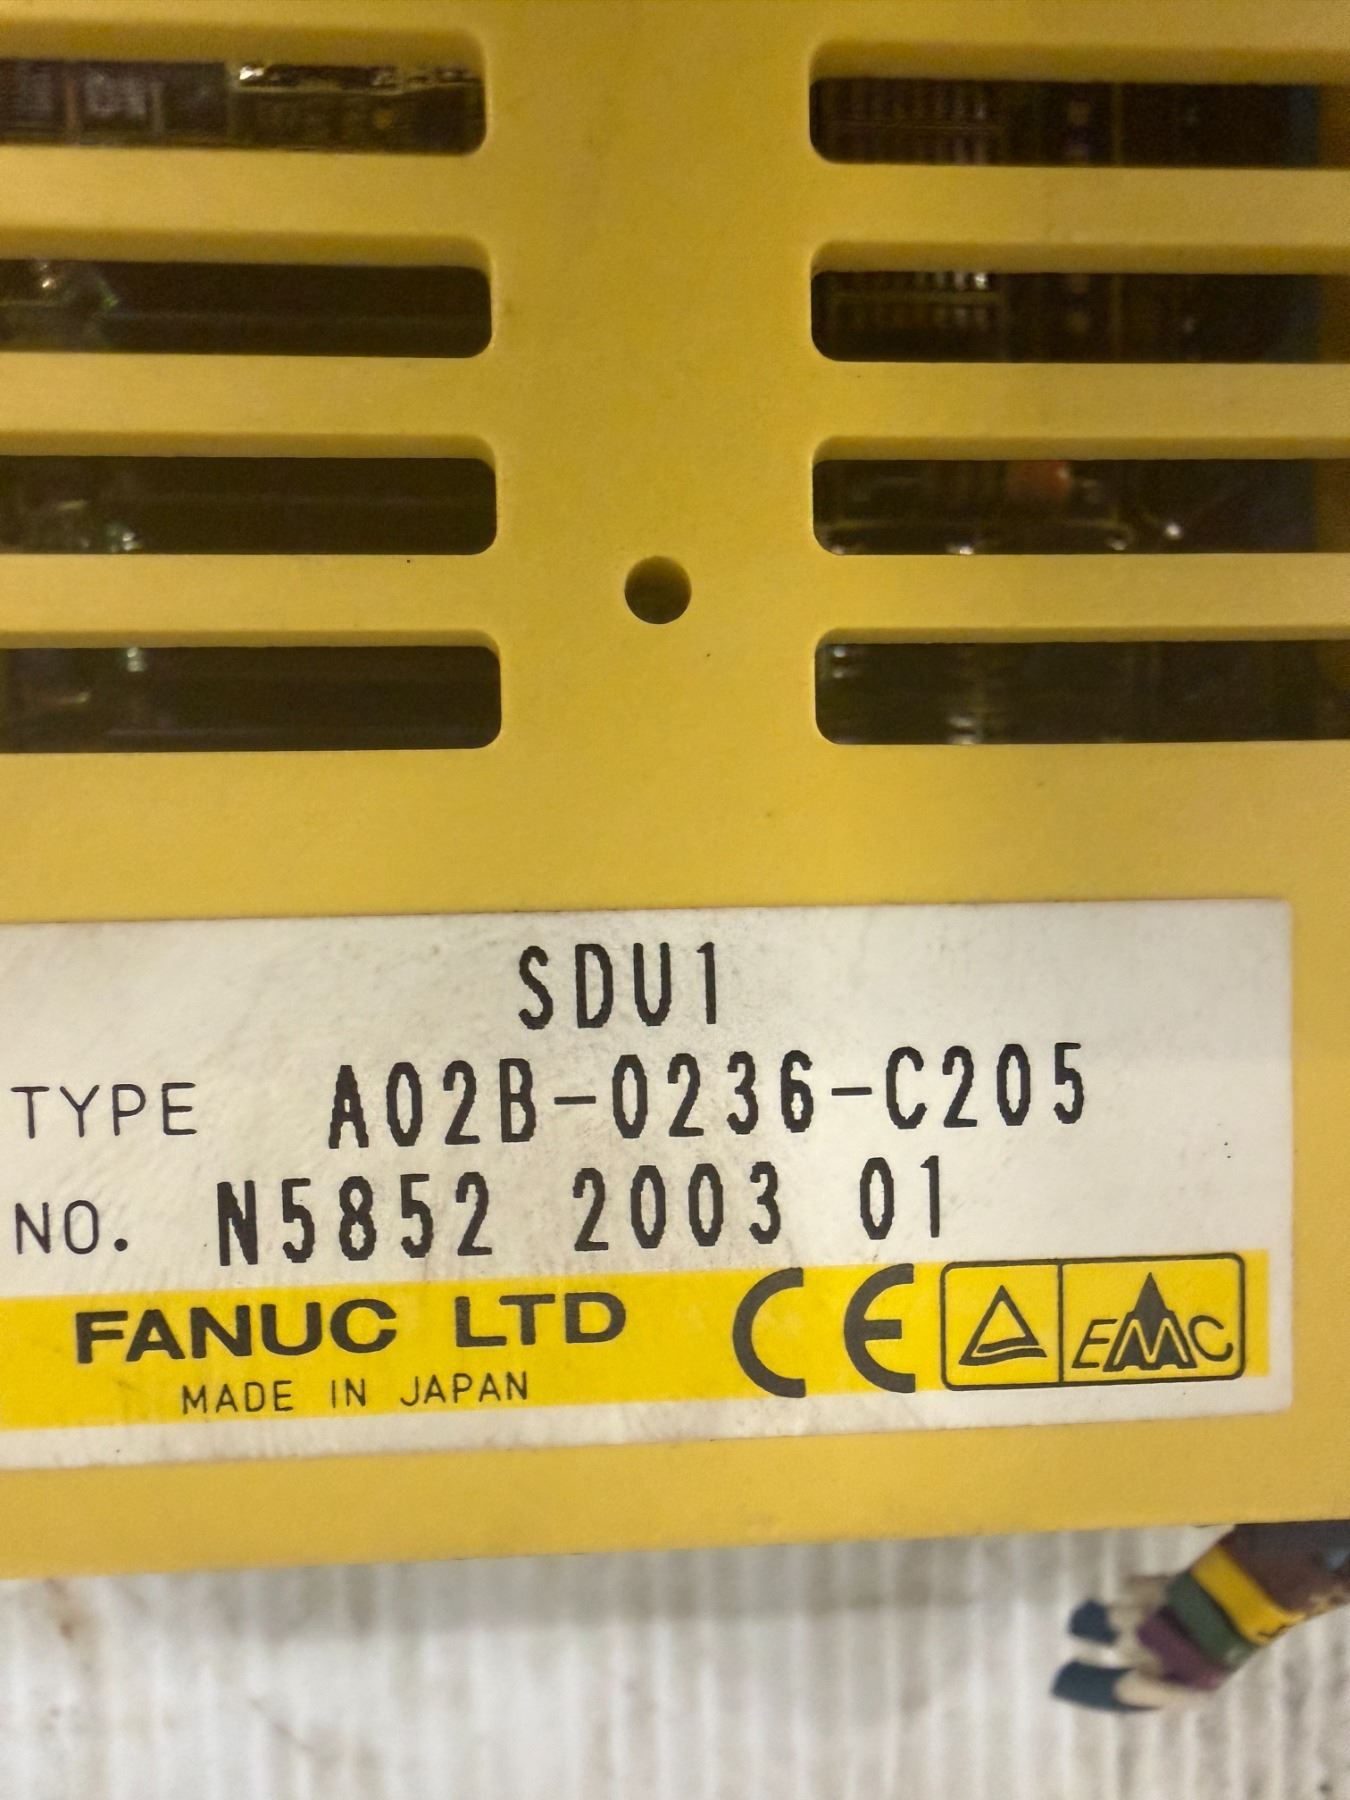 SDU1
TYPE A02B-0236-C205
NO. N5852 2003 01
FANUC LTD CE EMC
MADE IN JAPAN